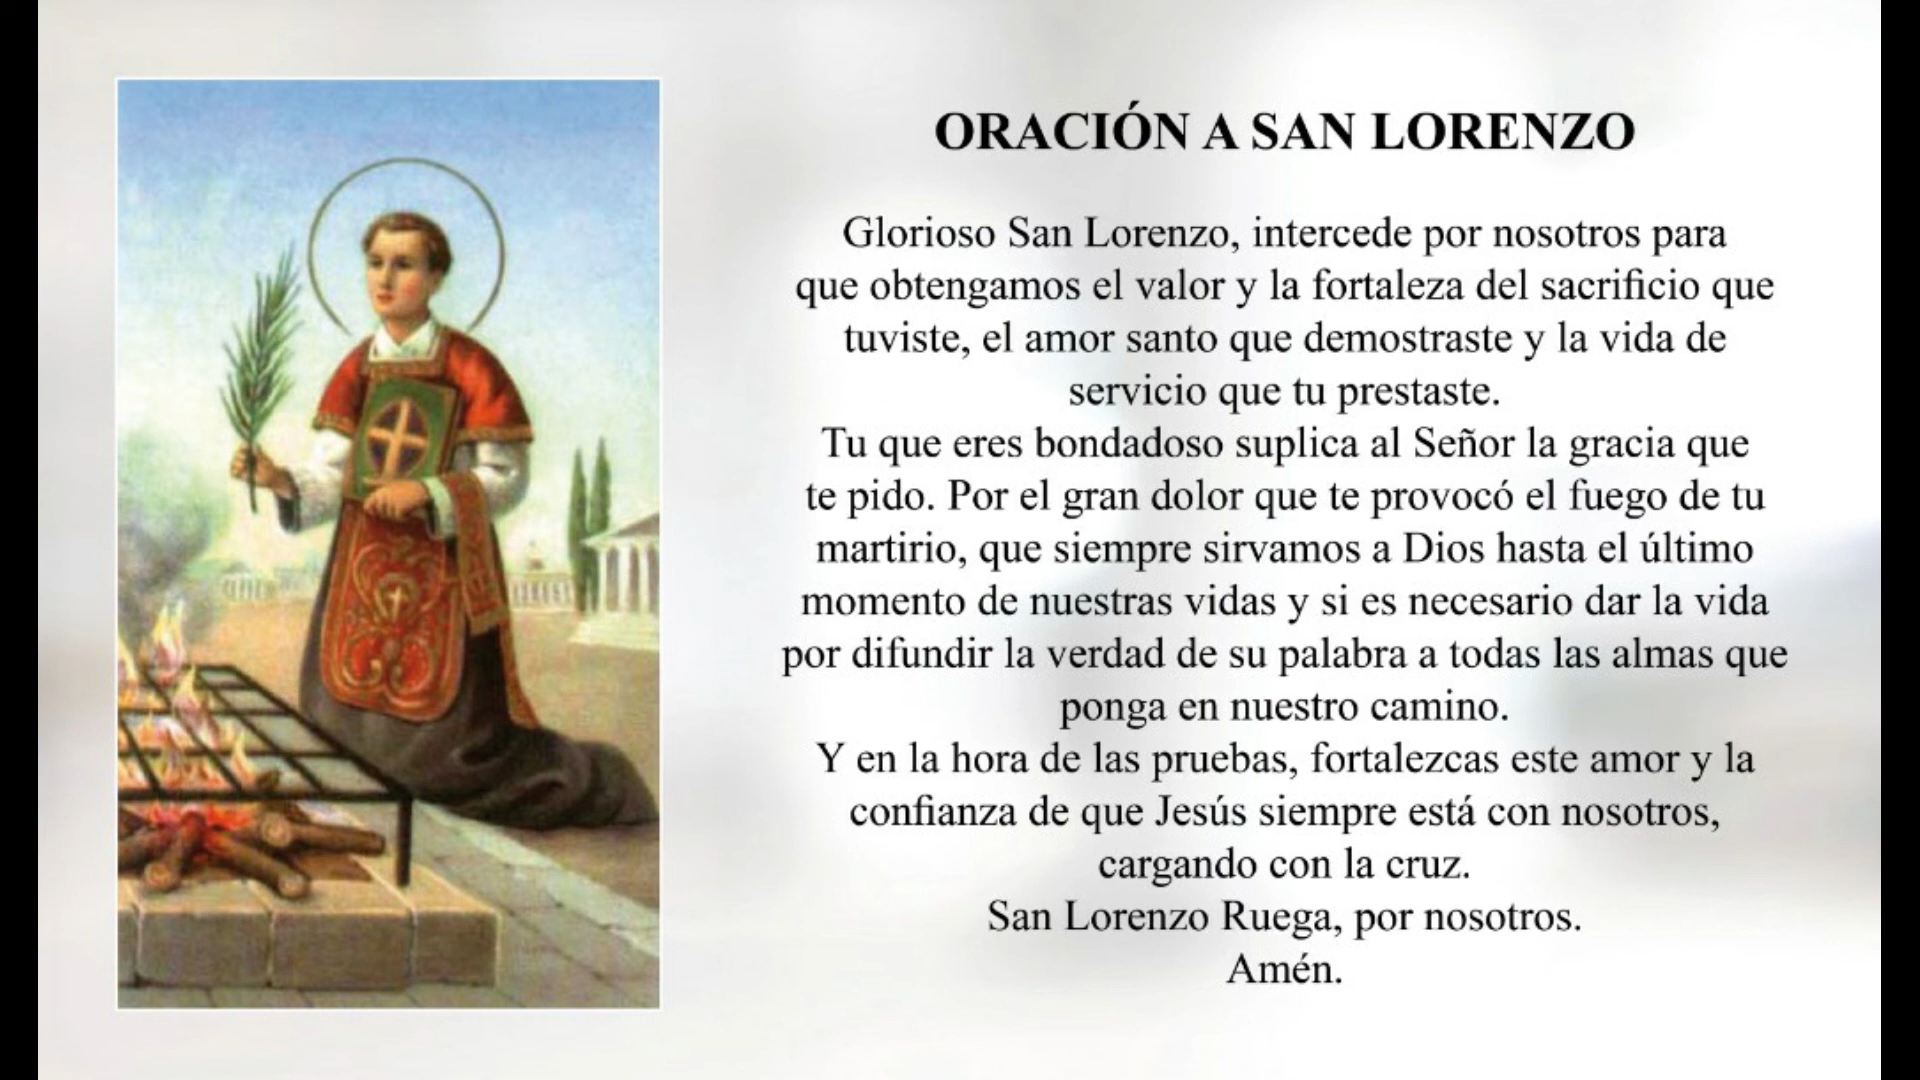 ORACIÓN A SAN LORENZO
Glorioso San Lorenzo, intercede por nosotros para
que obtengamos el valor y la fortaleza del sacrificio que
tuviste, el amor santo que demostraste y la vida de
servicio que tu prestaste.
Tu que eres bondadoso suplica al Señor la gracia que
te pido. Por el gran dolor que te provocó el fuego de tu
martirio, que siempre sirvamos a Dios hasta el último
momento de nuestras vidas y si es necesario dar la vida
por difundir la verdad de su palabra a todas las almas que
ponga en nuestro camino.
Y en la hora de las pruebas, fortalezcas este amor y la
confianza de que Jesús siempre está con nosotros,
cargando con la cruz.
San Lorenzo Ruega, por nosotros.
Amén.